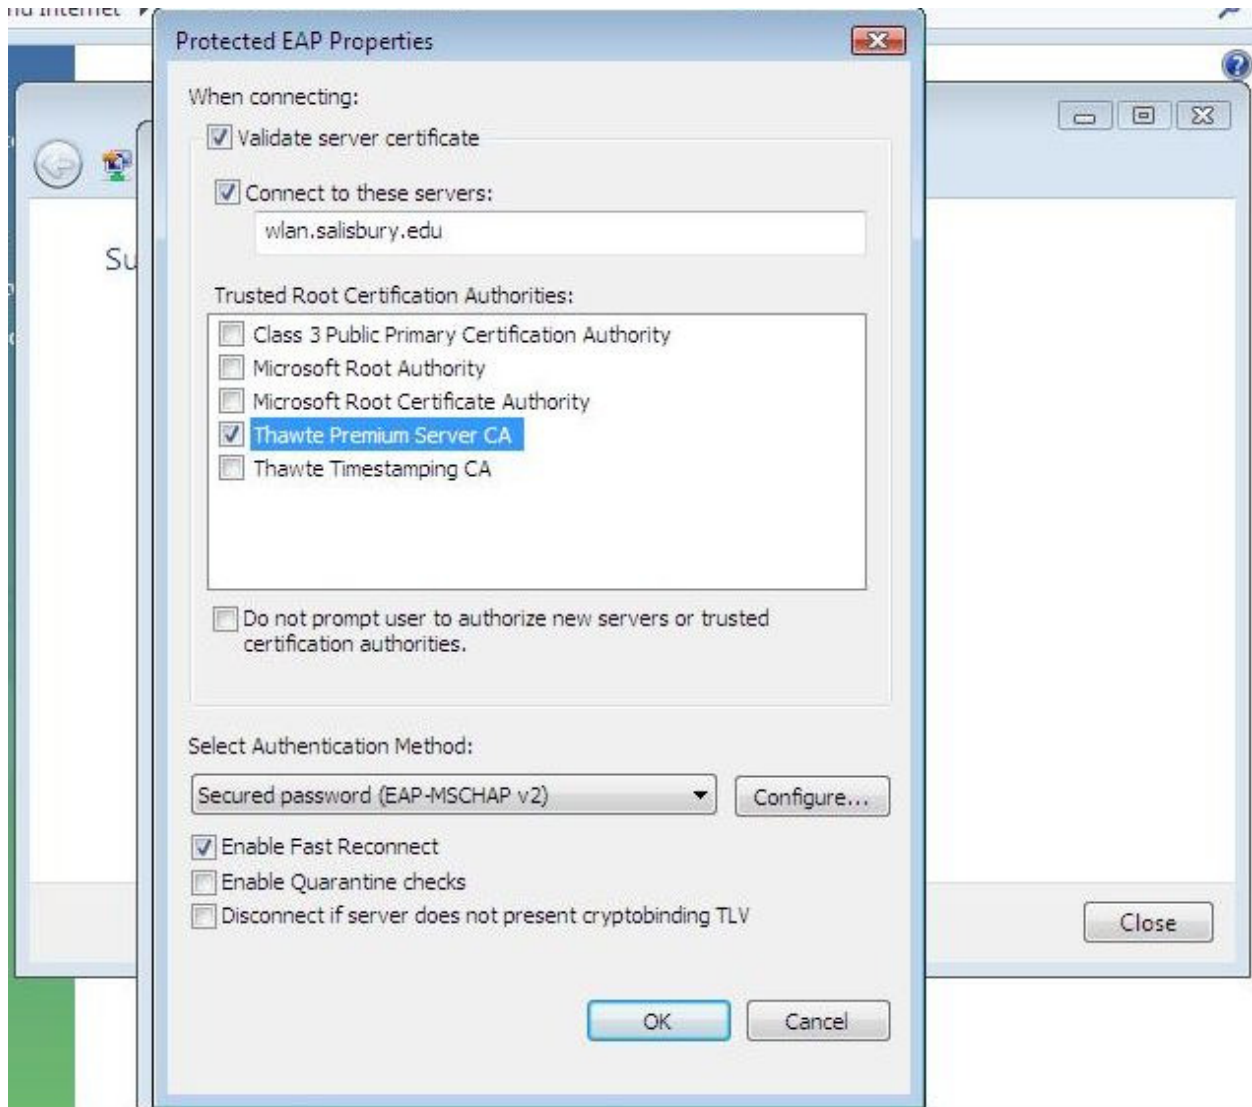 nd Internet
Protected EAP Properties
When connecting:
Validate server certificate
Connect to these servers:
wlan.salisbury.edu
Su
Trusted Root Certification Authorities:
Class 3 Public Primary Certification Authority
Microsoft Root Authority
Microsoft Root Certificate Authority
Thawte Premium Server CA
Thawte Timestamping CA
Do not prompt user to authorize new servers or trusted
certification authorities.
Select Authentication Method:
Secured password (EAP-MSCHAP v2)
Configure...
Enable Fast Reconnect
Enable Quarantine checks
Disconnect if server does not present cryptobinding TLV
Close
OK
Cancel